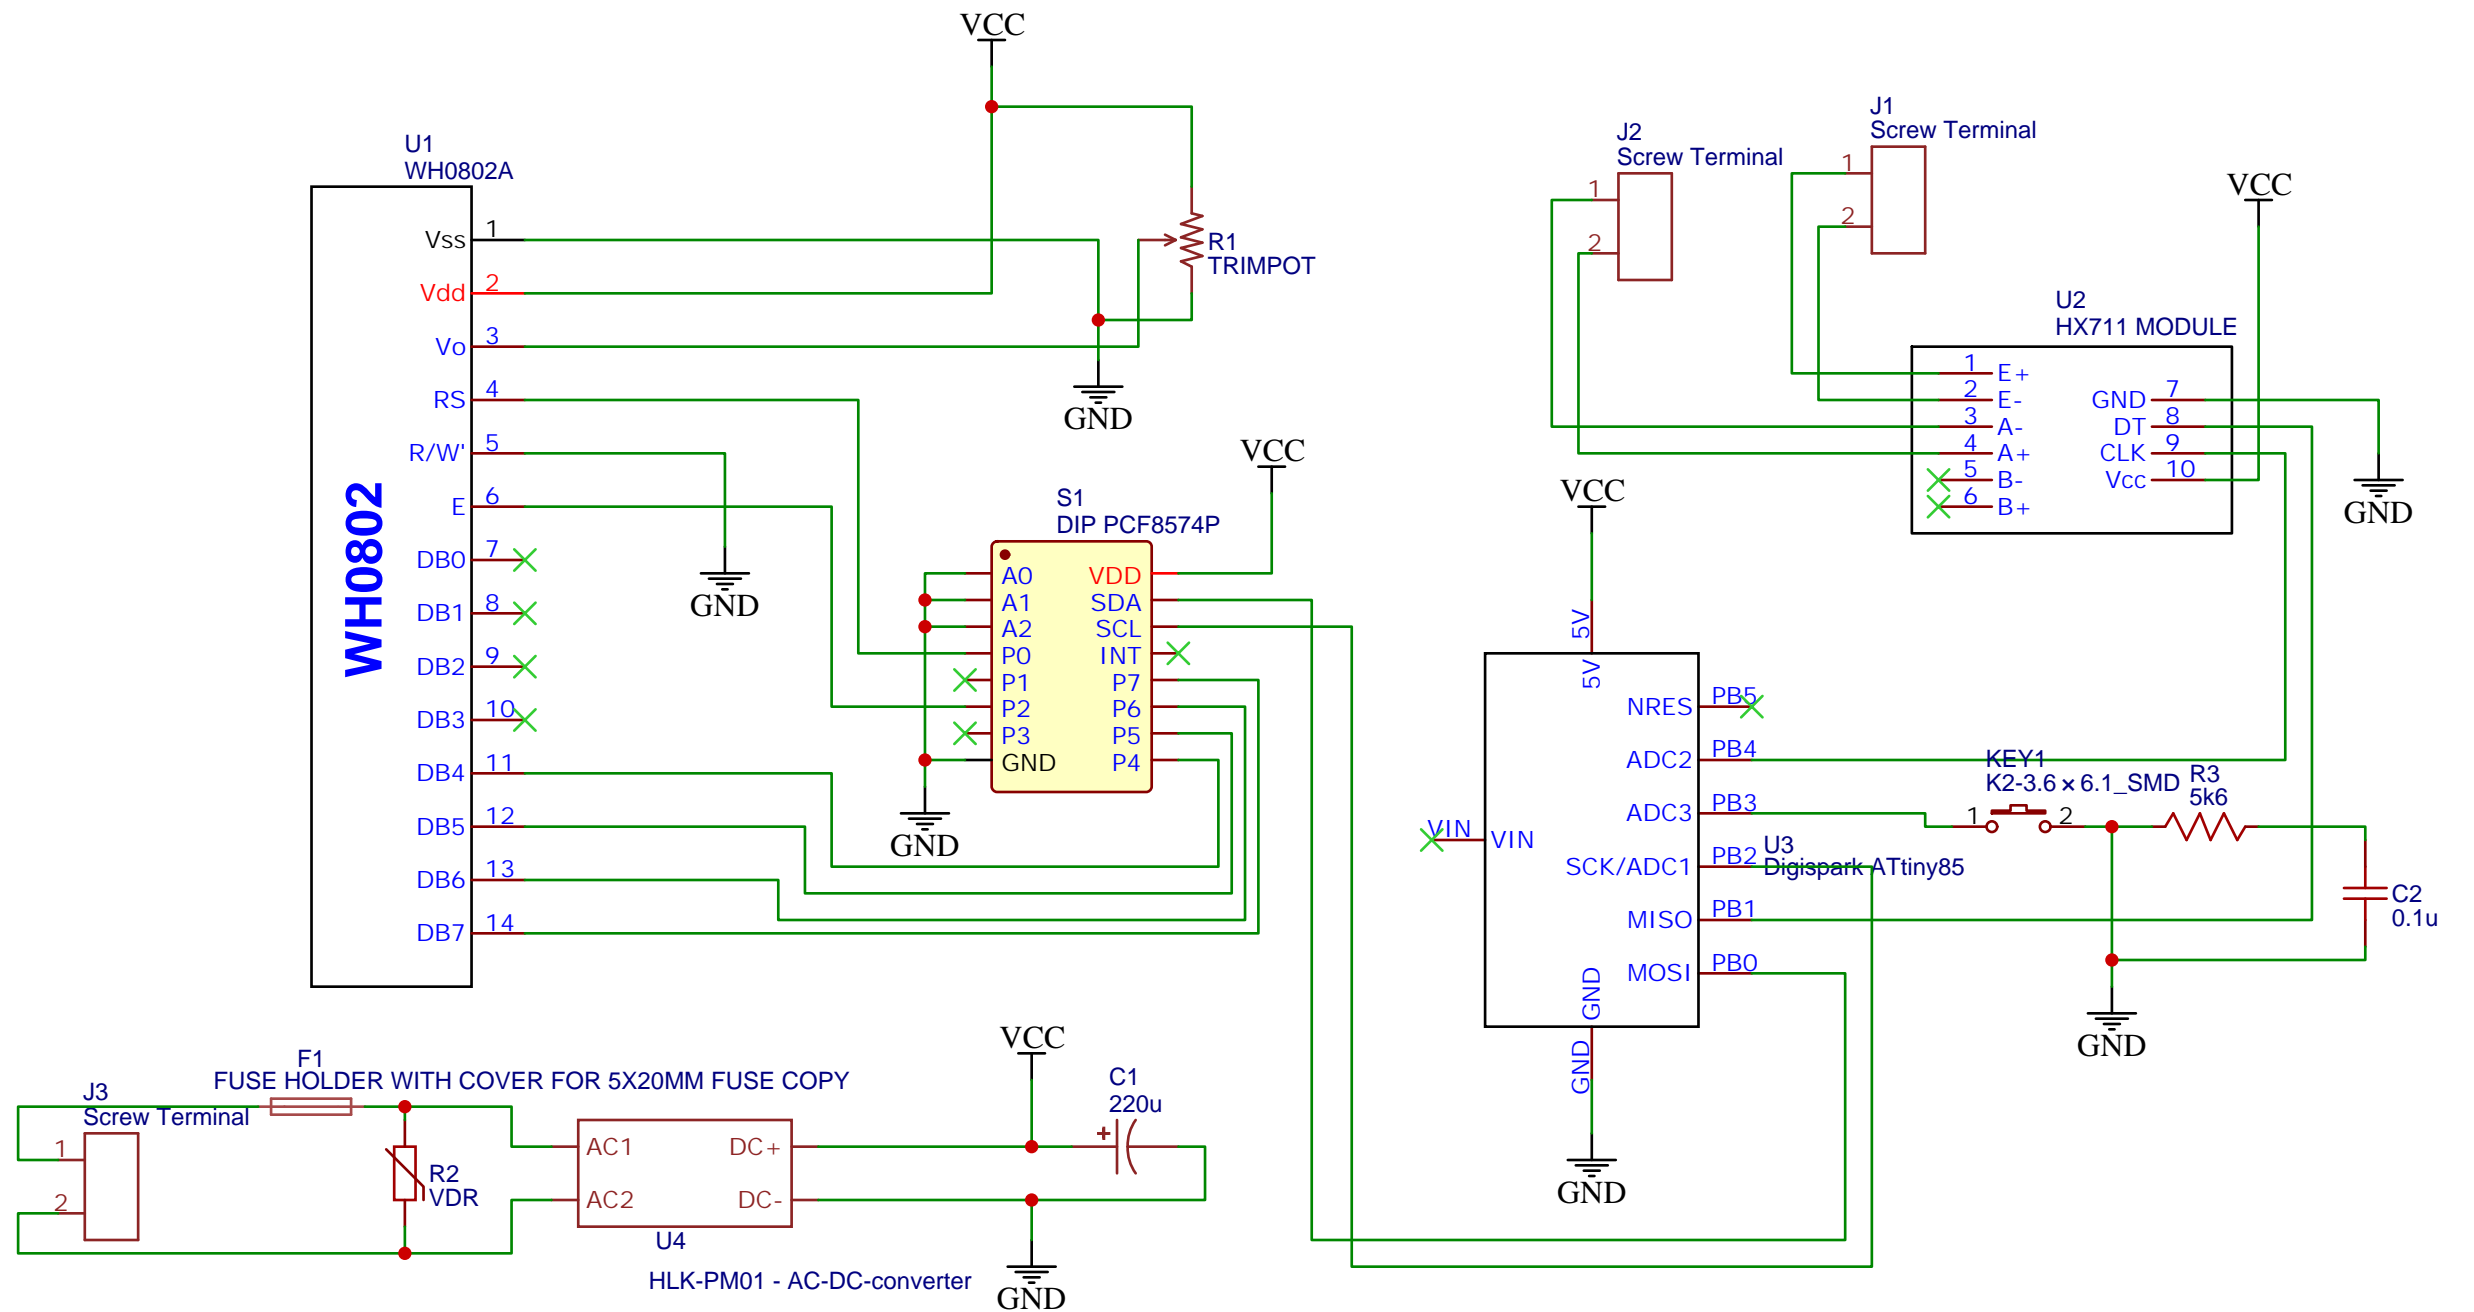 VCC
U1
WH0802A
WH0802
Vss 1
Vdd 2
Vo 3
RS 4
R/W' 5
E 6
DB0 7
DB1 8
DB2 9
DB3 10
DB4 11
DB5 12
DB6 13
DB7 14
R1
TRIMPOT
GND
GND
VCC
S1
DIP PCF8574P
A0 VDD
A1 SDA
A2 SCL
P0 INT
P1 P7
P2 P6
P3 P5
GND P4
GND
J2
Screw Terminal
1
2
J1
Screw Terminal
1
2
VCC
U2
HX711 MODULE
1 E+
2 E-
3 A-
4 A+
5 B-
6 B+
GND 7
DT 8
CLK 9
Vcc 10
GND
VCC
5V
5V
NRES PB5
ADC2 PB4
ADC3 PB3
SCK/ADC1 PB2
MISO PB1
MOSI PB0
VIN VIN
U3
Digispark ATtiny85
GND
GND
GND
KEY1
K2-3.6×6.1_SMD
1 2
R3
5k6
C2
0.1u
GND
F1
FUSE HOLDER WITH COVER FOR 5X20MM FUSE COPY
J3
Screw Terminal
1
2
R2
VDR
AC1 DC+
AC2 DC-
U4
HLK-PM01 - AC-DC-converter
VCC
C1
220u
+
GND